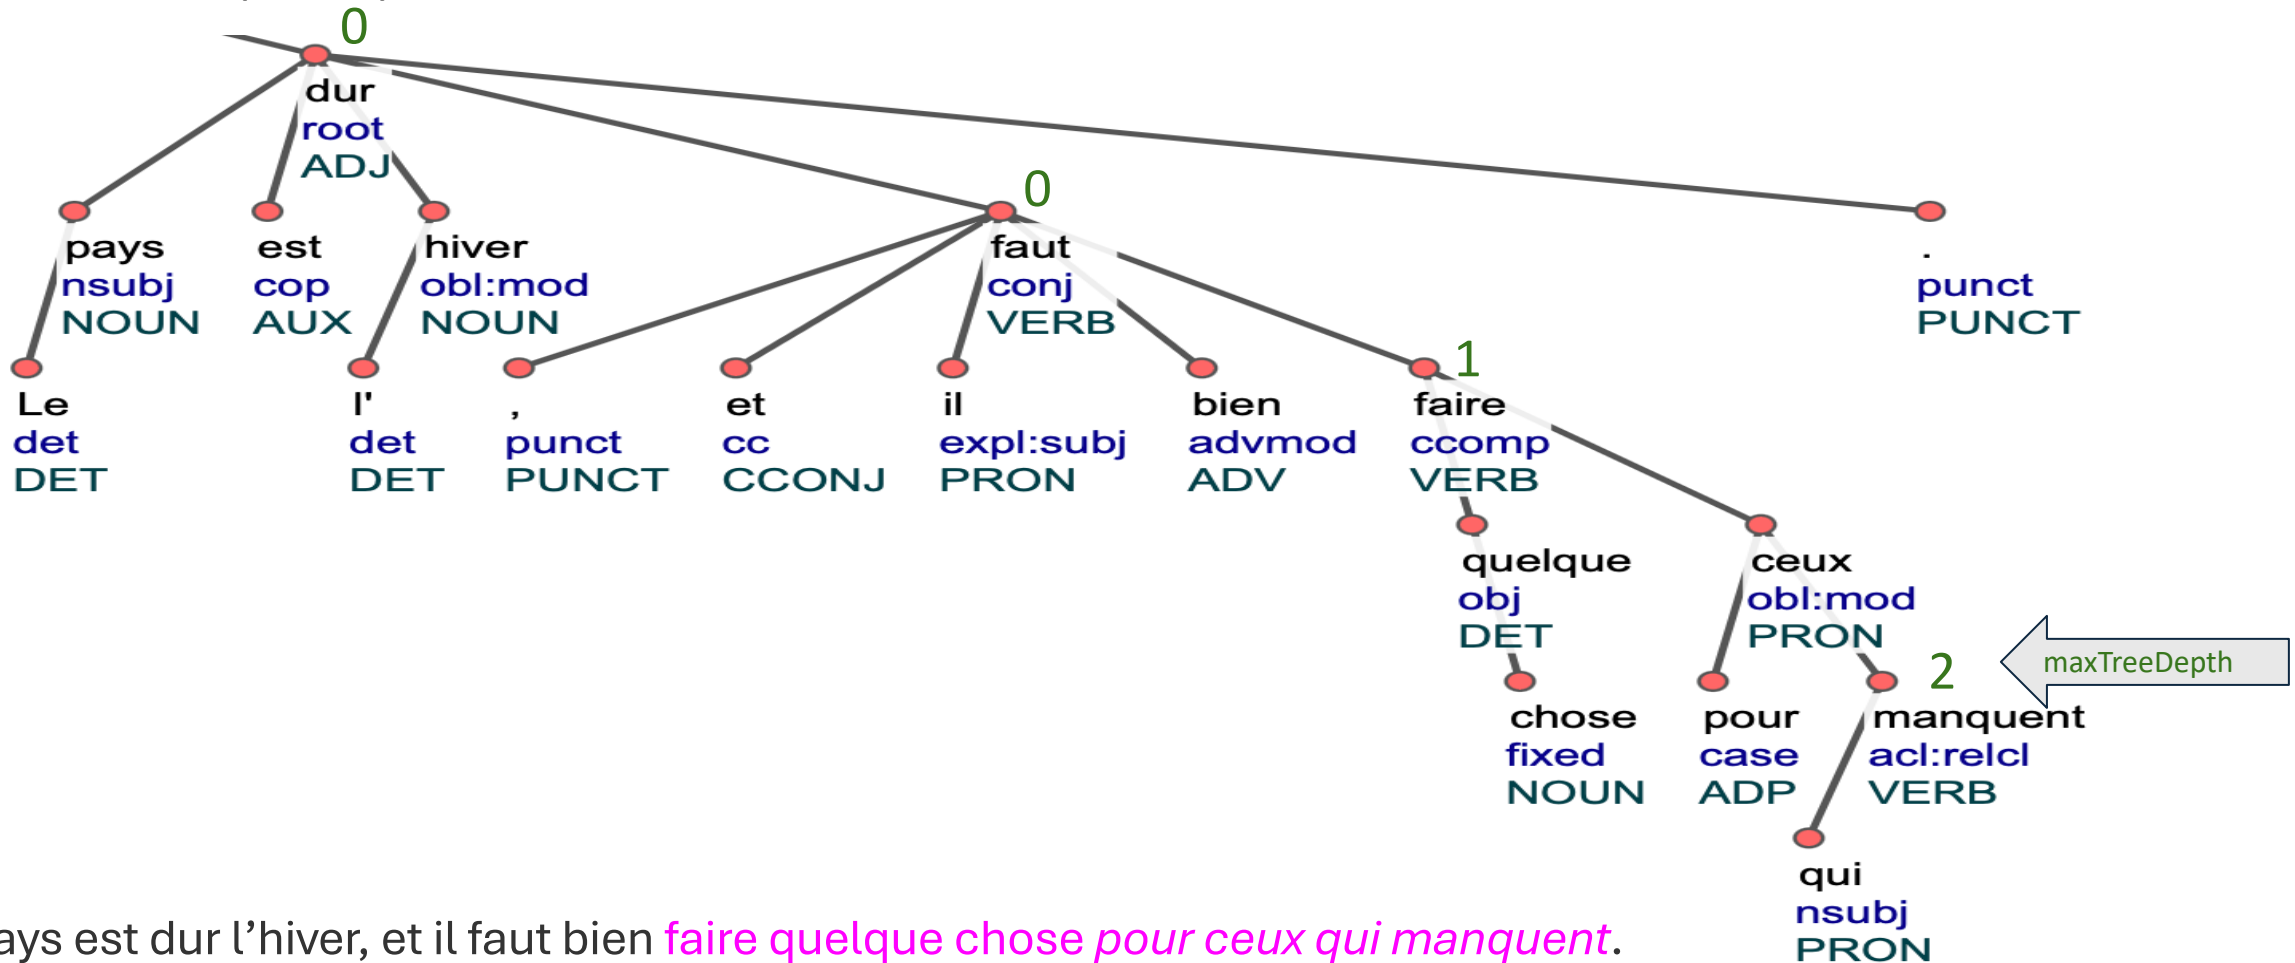 0
dur
root
ADJ
0
pays est hiver faut .
nsubj cop obl:mod conj punct
NOUN AUX NOUN VERB PUNCT
1
Le l' , et il bien faire
det det punct cc expl:subj advmod ccomp
DET DET PUNCT CCONJ PRON ADV VERB
quelque ceux
obj obl:mod
DET PRON
2 maxTreeDepth
chose pour manquent
fixed case acl:relcl
NOUN ADP VERB
qui
nsubj
PRON
ays est dur l’hiver, et il faut bien faire quelque chose pour ceux qui manquent.